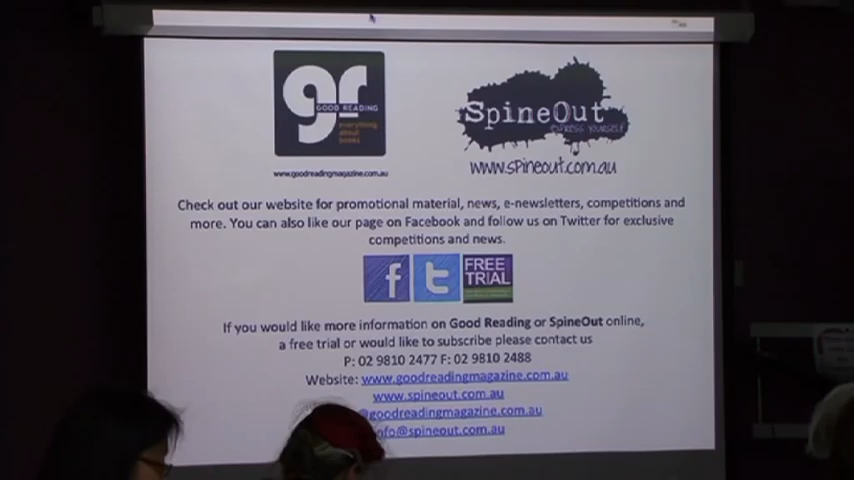 gr
GOOD READING
everything
about
books
www.goodreadingmagazine.com.au
SpineOut
EXPRESS YOURSELF
www.spineout.com.au
Check out our website for promotional material, news, e-newsletters, competitions and
more. You can also like our page on Facebook and follow us on Twitter for exclusive
competitions and news.
f t FREE
TRIAL
If you would like more information on Good Reading or SpineOut online,
a free trial or would like to subscribe please contact us
P: 02 9810 2477 F: 02 9810 2488
Website: www.goodreadingmagazine.com.au
www.spineout.com.au
@goodreadingmagazine.com.au
nfo@spineout.com.au